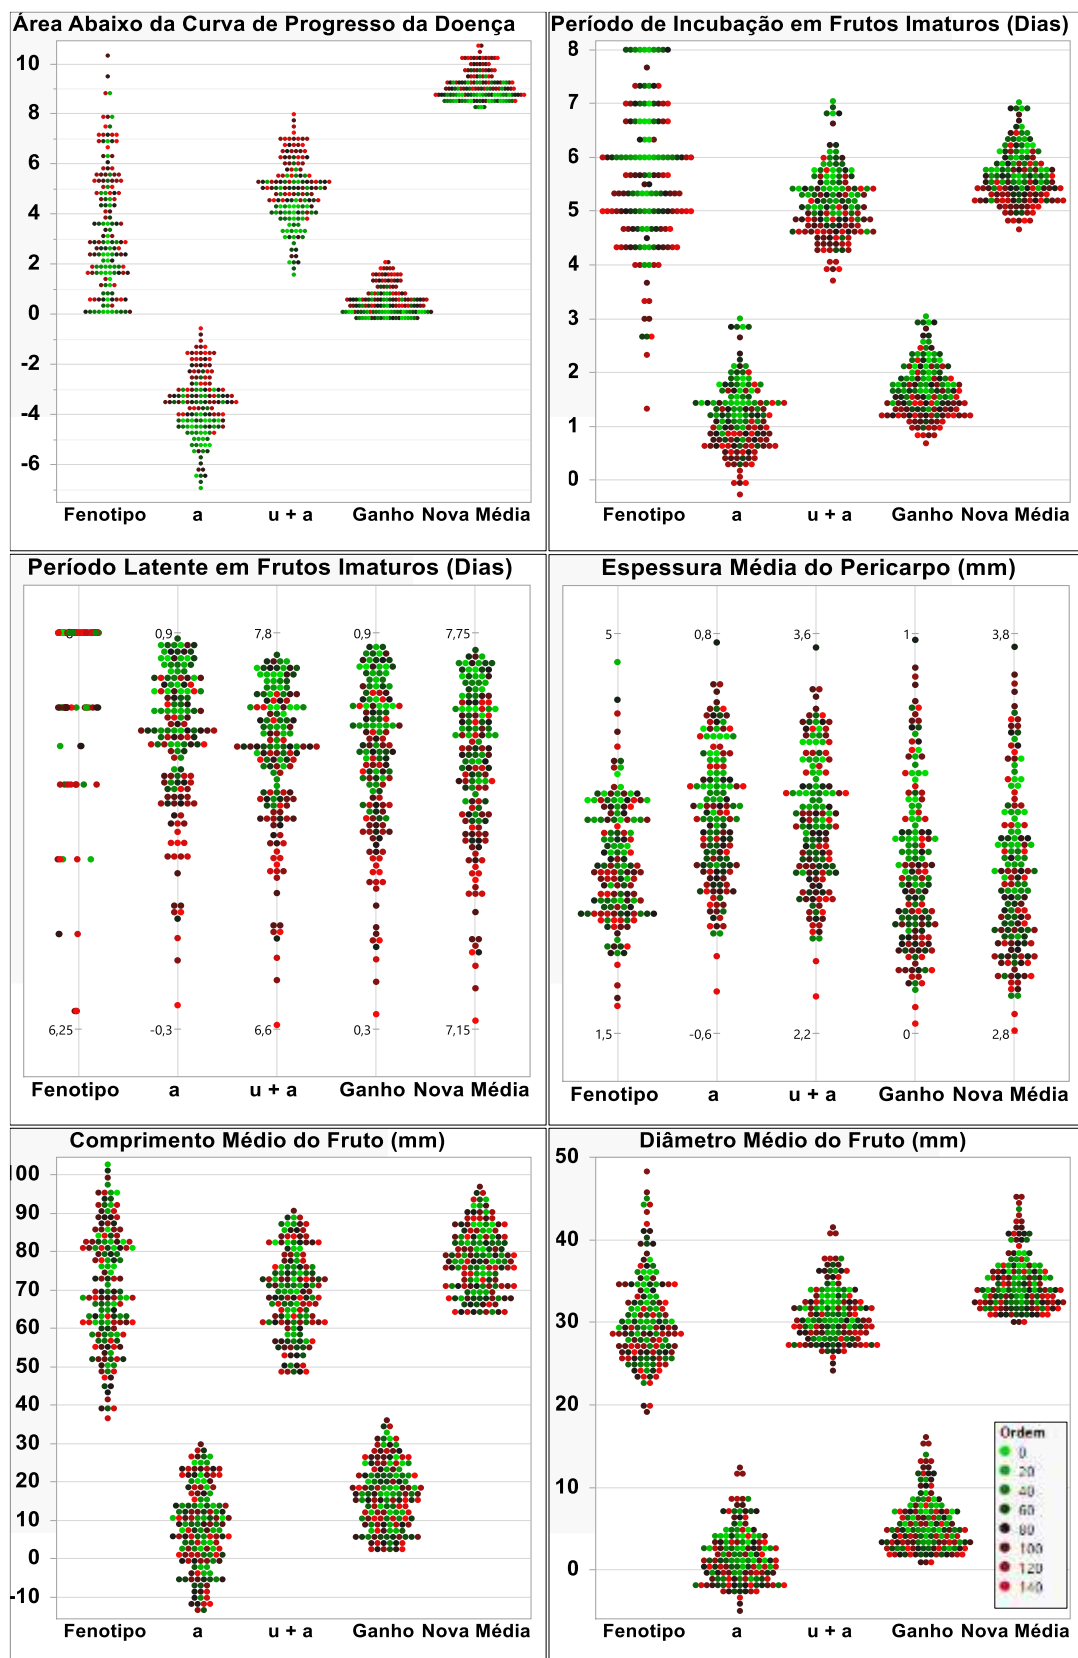 Área Abaixo da Curva de Progresso da Doença
10
8
6
4
2
0
-2
-4
-6
Fenotipo a u + a Ganho Nova Média
Período de Incubação em Frutos Imaturos (Dias)
8
7
6
5
4
3
2
1
0
Fenotipo a u + a Ganho Nova Média
Período Latente em Frutos Imaturos (Dias)
0,9 7,8 0,9 7,75
6,25 -0,3 6,6 0,3 7,15
Fenotipo a u + a Ganho Nova Média
Espessura Média do Pericarpo (mm)
5 0,8 3,6 1 3,8
1,5 -0,6 2,2 0 2,8
Fenotipo a u + a Ganho Nova Média
Comprimento Médio do Fruto (mm)
100
90
80
70
60
50
40
30
20
10
0
-10
Fenotipo a u + a Ganho Nova Média
Diâmetro Médio do Fruto (mm)
50
40
30
20
10
0
Ordem
0
20
40
60
80
100
120
140
Fenotipo a u + a Ganho Nova Média